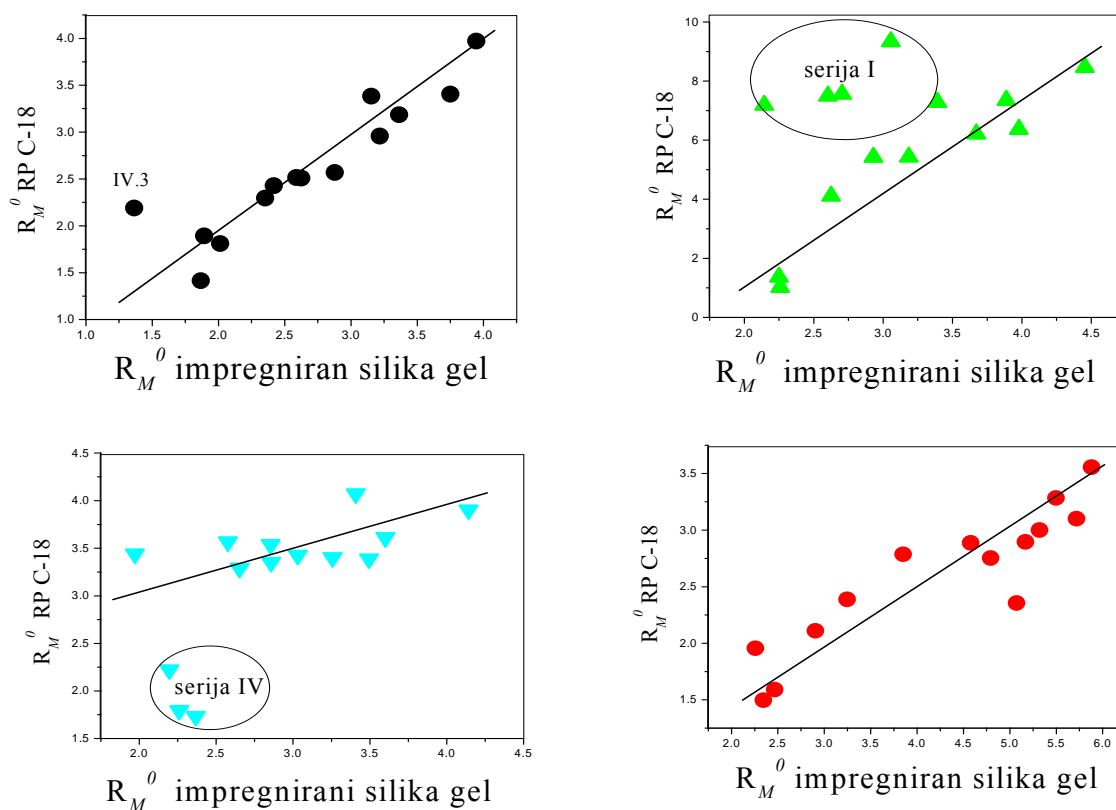 4.0
3.5
3.0
2.5
2.0
1.5
1.0
R_M^0 RP C-18
IV.3
1.0 1.5 2.0 2.5 3.0 3.5 4.0
R_M^0 impregniran silika gel
10
8
6
4
2
0
R_M^0 RP C-18
serija I
2.0 2.5 3.0 3.5 4.0 4.5
R_M^0 impregnirani silika gel
4.5
4.0
3.5
3.0
2.5
2.0
1.5
R_M^0 RP C-18
serija IV
2.0 2.5 3.0 3.5 4.0 4.5
R_M^0 impregnirani silika gel
3.5
3.0
2.5
2.0
1.5
R_M^0 RP C-18
2.0 2.5 3.0 3.5 4.0 4.5 5.0 5.5 6.0
R_M^0 impregniran silika gel